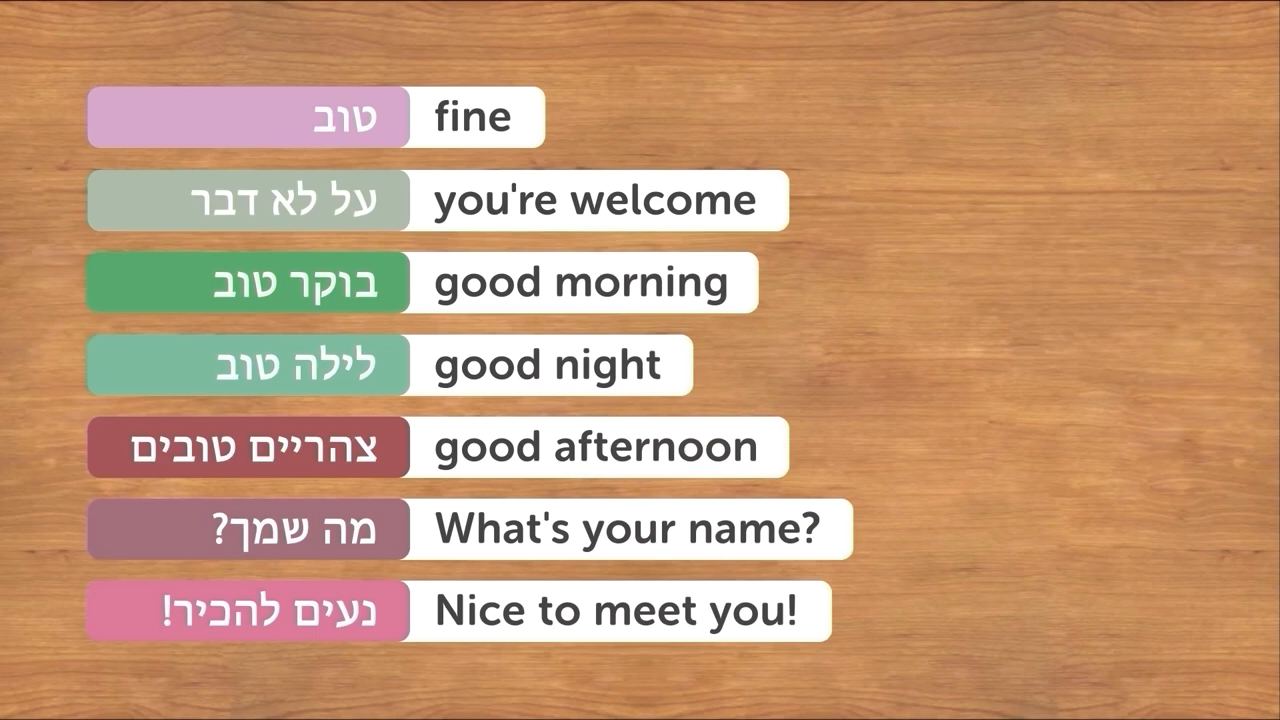 טוב fine
על לא דבר you're welcome
בוקר טוב good morning
לילה טוב good night
צהריים טובים good afternoon
מה שמך? What's your name?
נעים להכיר! Nice to meet you!